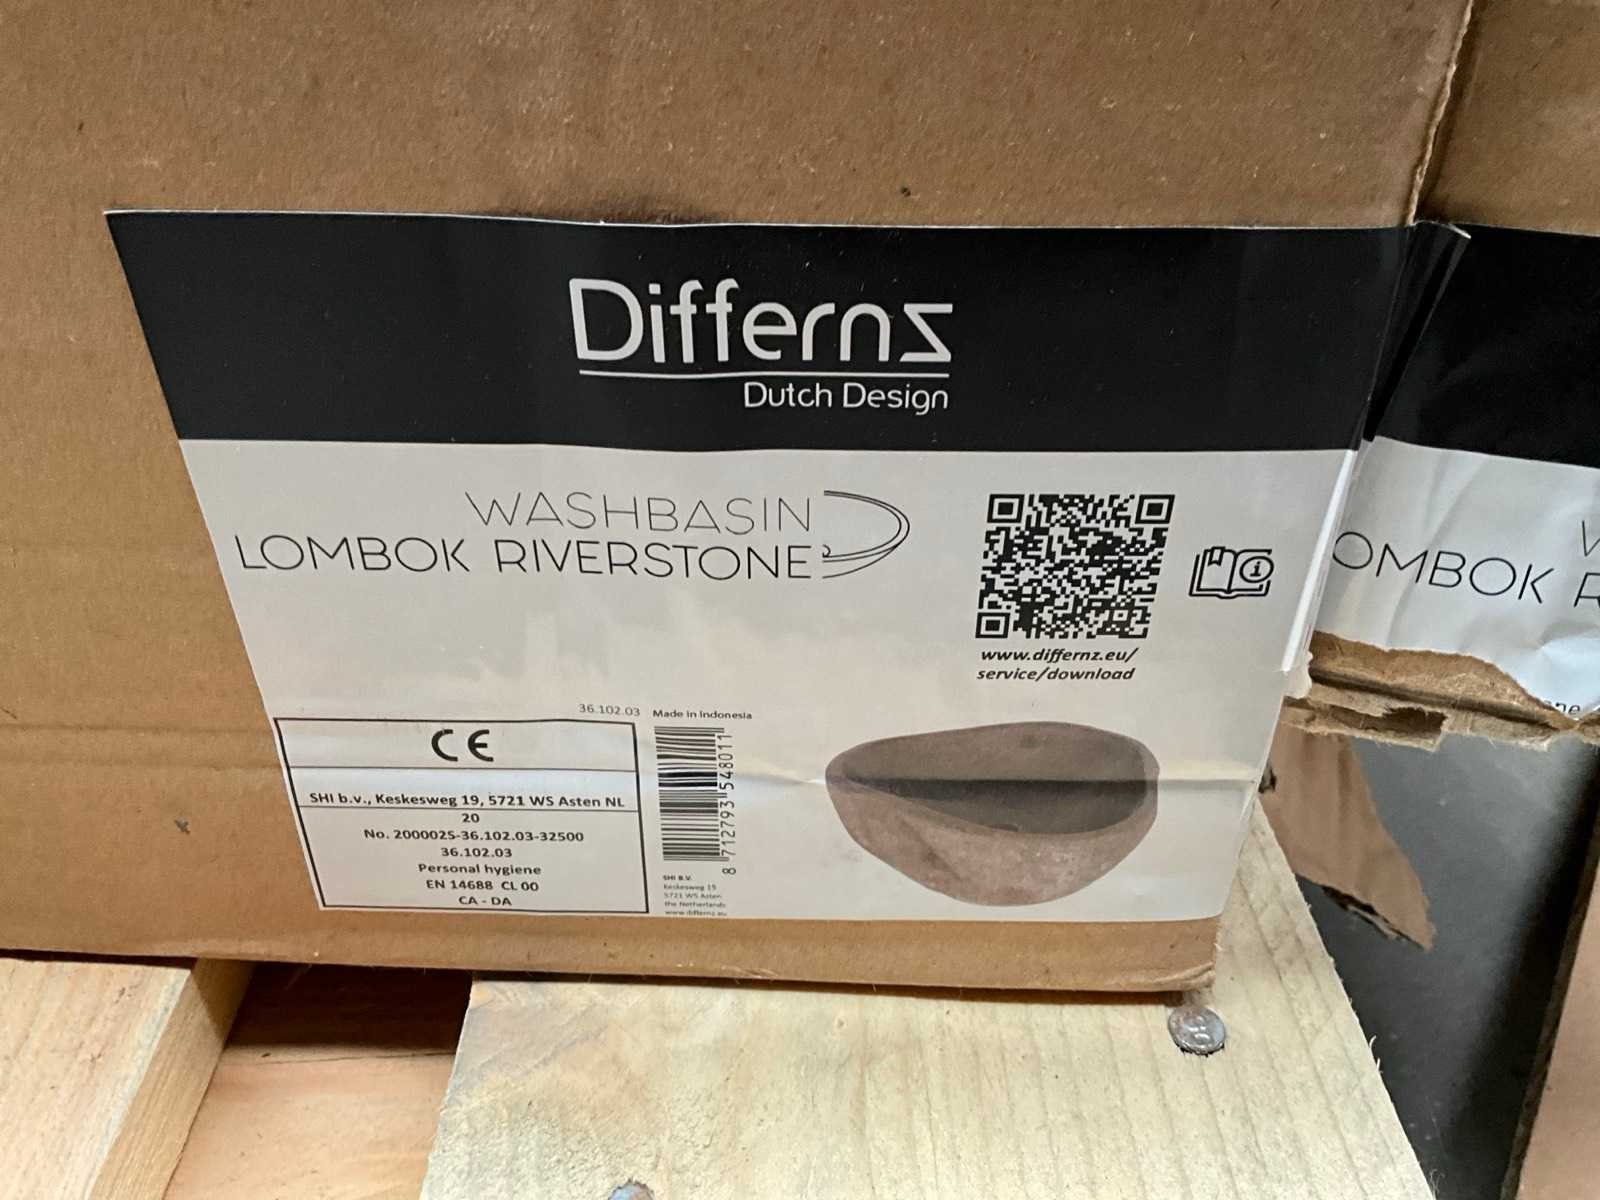 Differnz
Dutch Design
WASHBASIN
LOMBOK RIVERSTONE
www.differnz.eu/
service/download
36.102.03 Made in Indonesia
CE
SHI b.v., Keskesweg 19, 5721 WS Asten NL
20
No. 200002S-36.102.03-32500
36.102.03
Personal hygiene
EN 14688 CL 00
CA - DA
8 712793 548011
SHI B.V.
Keskesweg 19
5721 WS Asten
the Netherlands
www.differnz.eu
OMBOK